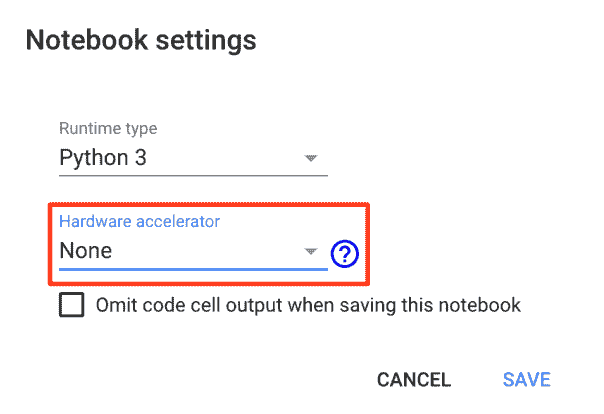 Notebook settings
Runtime type
Python 3
Hardware accelerator
None ?
Omit code cell output when saving this notebook
CANCEL SAVE